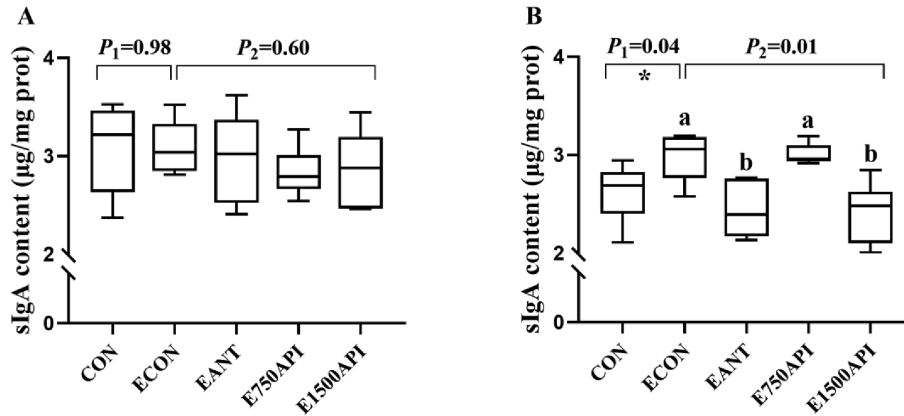 A
P1=0.98
P2=0.60
sIgA content (μg/mg prot)
4
3
2
0
CON
ECON
EANT
E750API
E1500API
B
P1=0.04
P2=0.01
*
a
b
a
b
sIgA content (μg/mg prot)
4
3
2
0
CON
ECON
EANT
E750API
E1500API